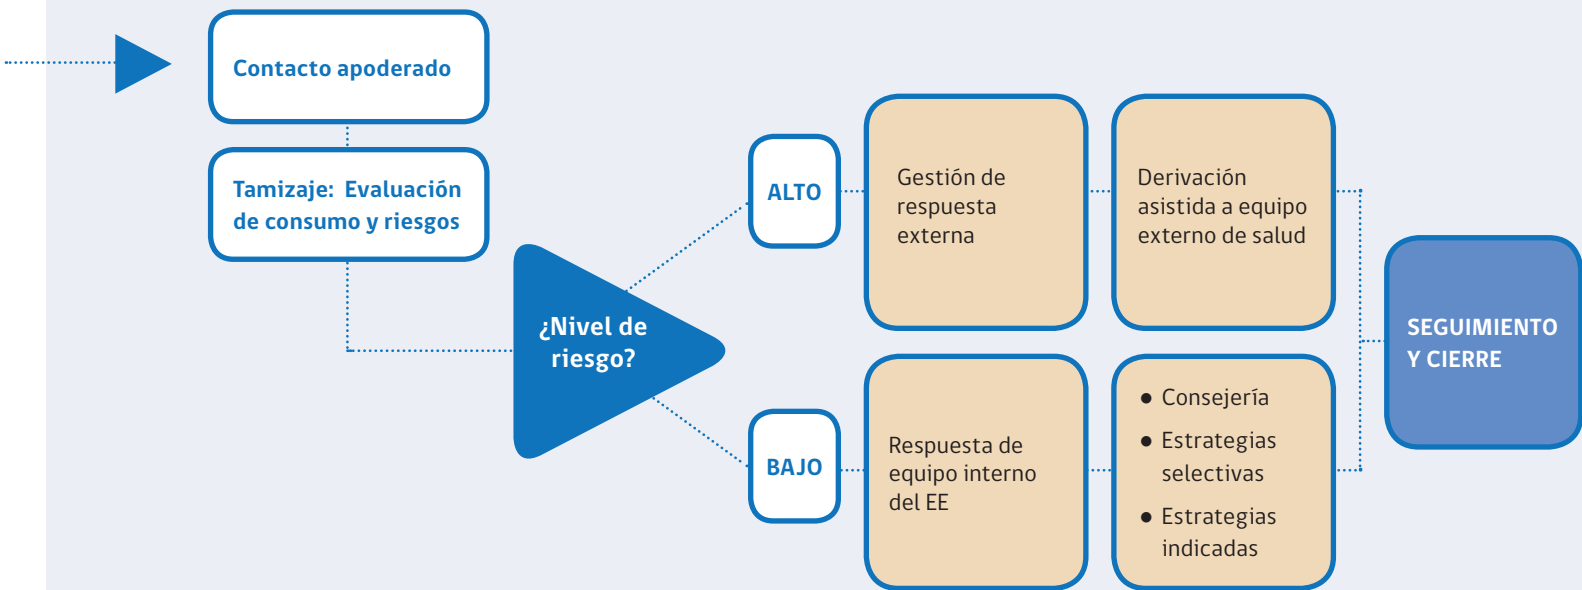 Contacto apoderado
Tamizaje: Evaluación
de consumo y riesgos
¿Nivel de
riesgo?
ALTO
Gestión de
respuesta
externa
Derivación
asistida a equipo
externo de salud
BAJO
Respuesta de
equipo interno
del EE
● Consejería
● Estrategias
selectivas
● Estrategias
indicadas
SEGUIMIENTO
Y CIERRE